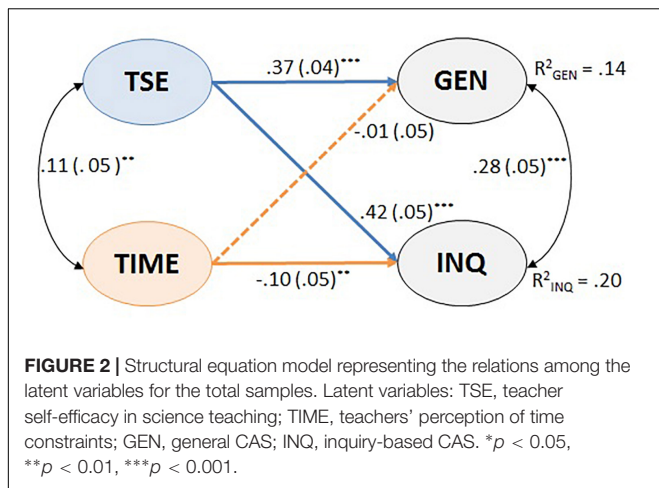 .37 (.04)***
TSE
GEN
R²GEN = .14
-.01 (.05)
.11 (.05)**
.28 (.05)***
.42 (.05)***
TIME
INQ
-.10 (.05)**
R²INQ = .20
FIGURE 2 | Structural equation model representing the relations among the
latent variables for the total samples. Latent variables: TSE, teacher
self-efficacy in science teaching; TIME, teachers' perception of time
constraints; GEN, general CAS; INQ, inquiry-based CAS. *p < 0.05,
**p < 0.01, ***p < 0.001.